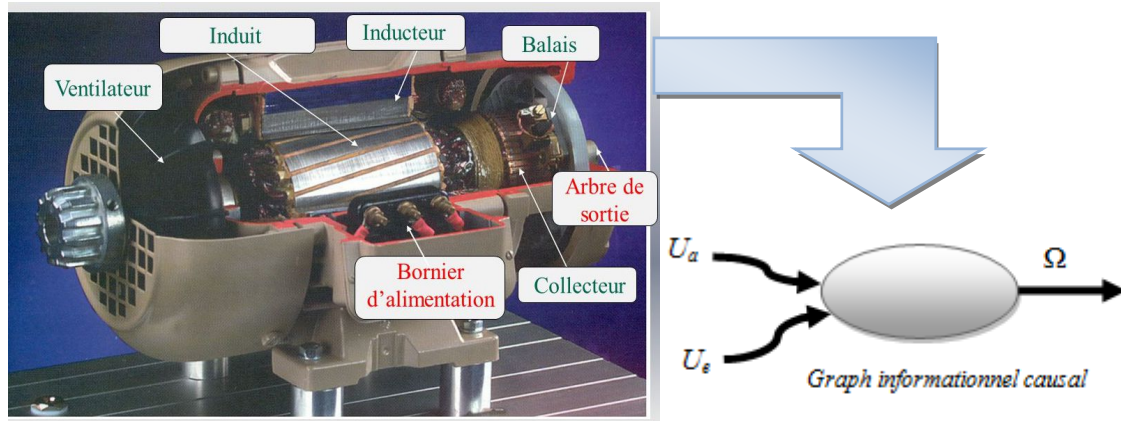 Induit
Inducteur
Balais
Ventilateur
Arbre de
sortie
Bornier
d’alimentation
Collecteur
Uₐ
Uₑ
Ω
Graph informationnel causal